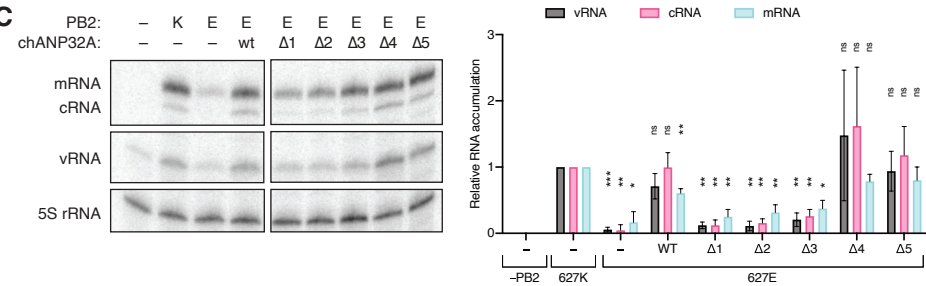 C
PB2: – K E E E E E E E
chANP32A: – – – wt Δ1 Δ2 Δ3 Δ4 Δ5
mRNA
cRNA
vRNA
5S rRNA
vRNA cRNA mRNA
Relative RNA accumulation
3
2
1
0
*** ** *
ns ns **
** ** **
** ** **
** ** *
ns ns ns
ns ns ns
– – – WT Δ1 Δ2 Δ3 Δ4 Δ5
–PB2 627K 627E